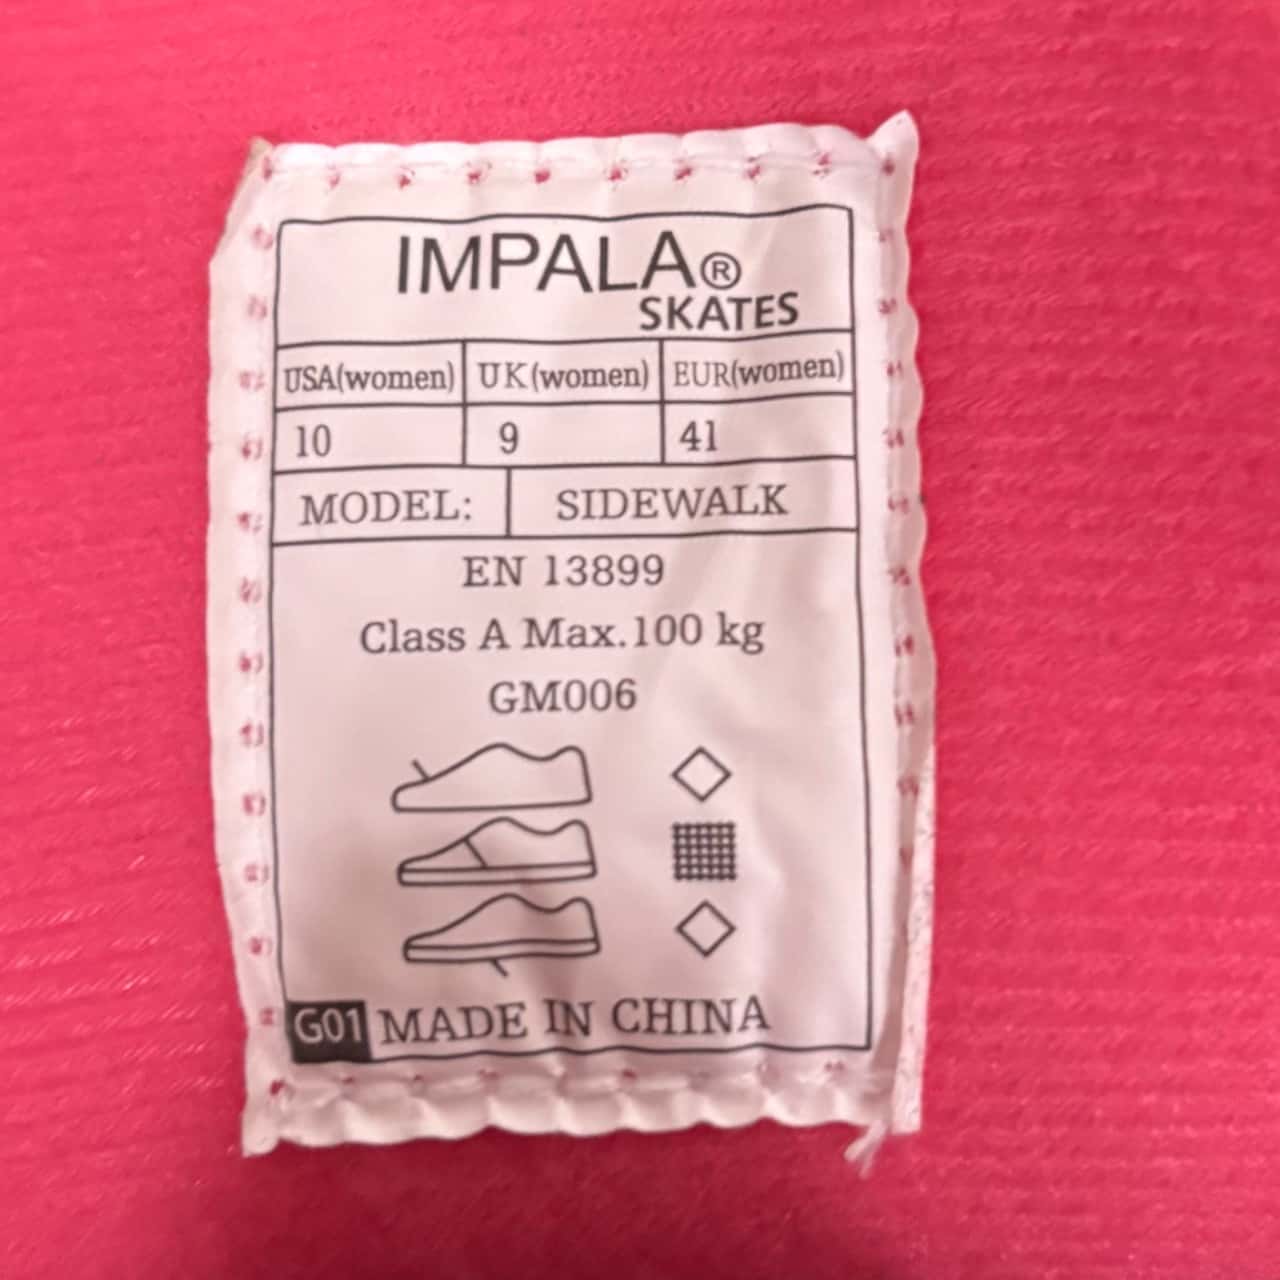 IMPALA®
SKATES
USA(women) UK(women) EUR(women)
10 9 41
MODEL: SIDEWALK
EN 13899
Class A Max.100 kg
GM006
G01 MADE IN CHINA